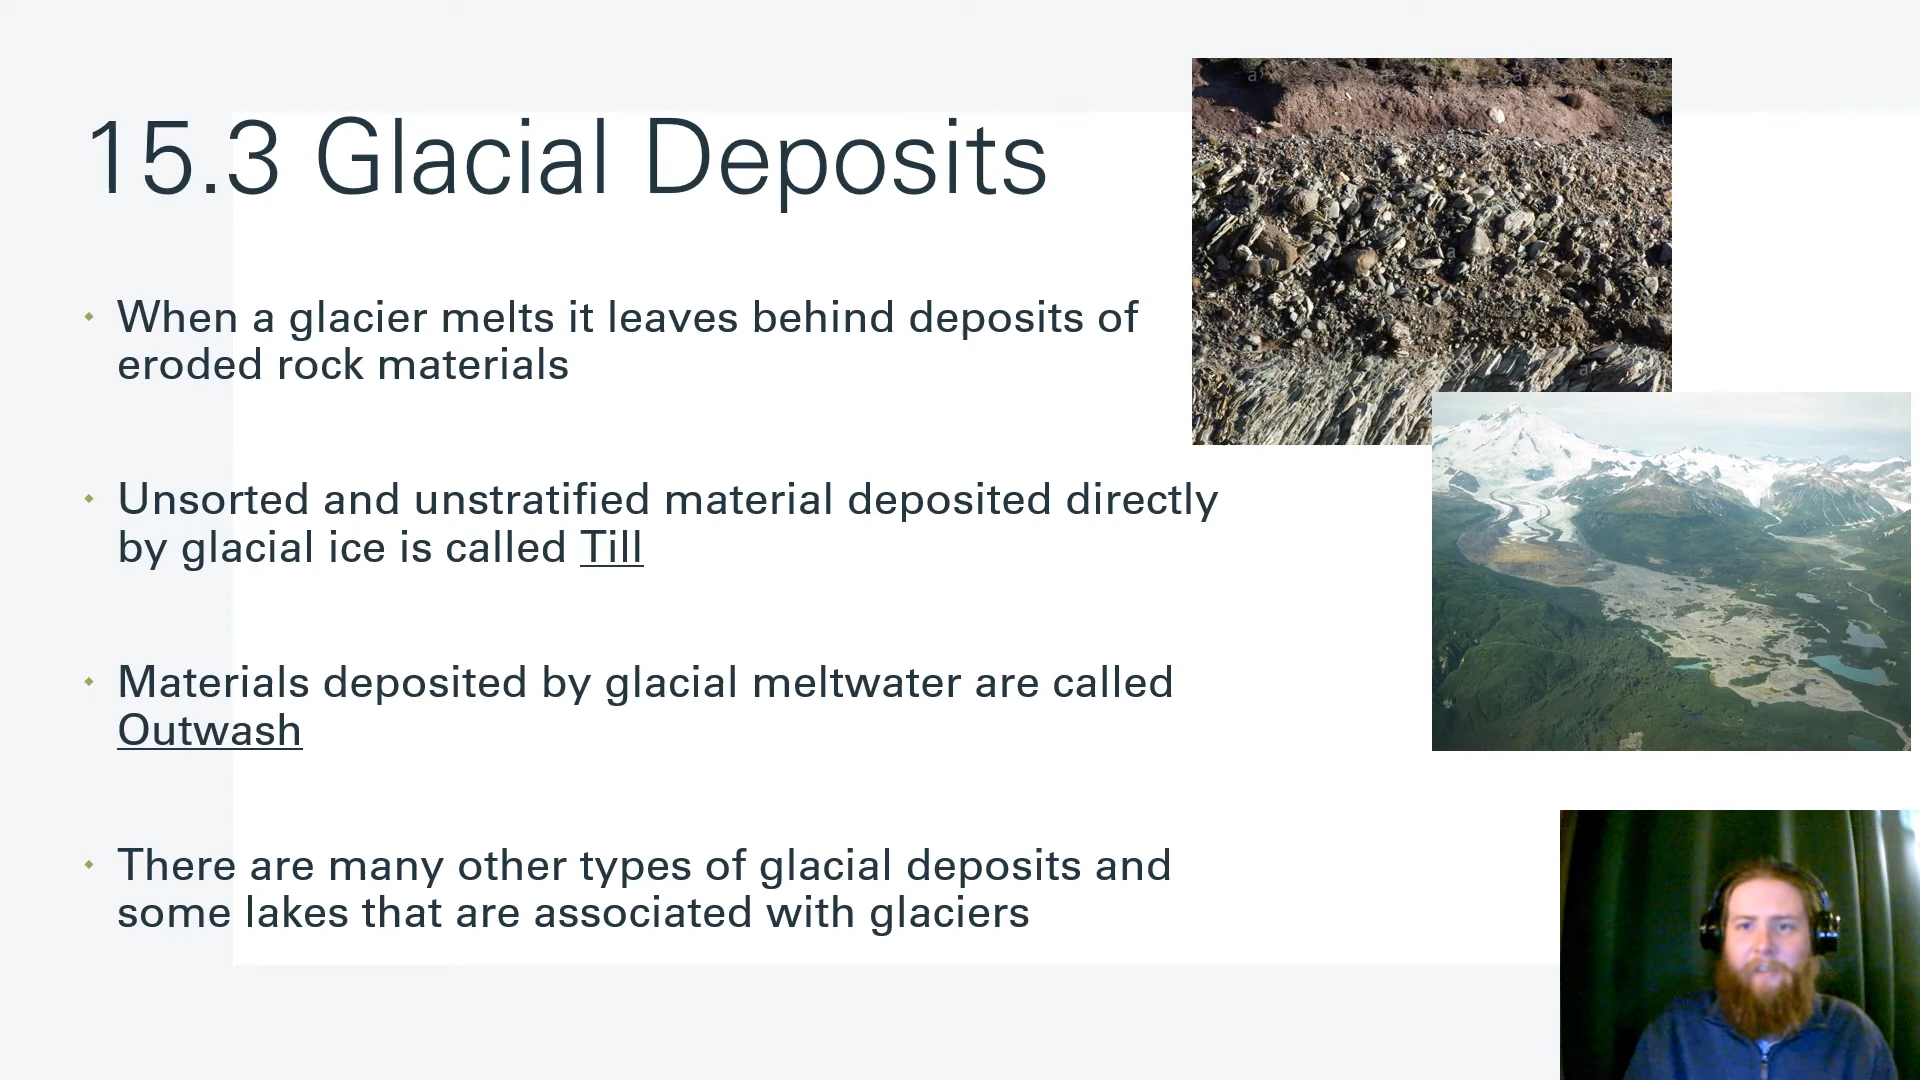 15.3 Glacial Deposits
When a glacier melts it leaves behind deposits of
eroded rock materials
Unsorted and unstratified material deposited directly
by glacial ice is called Till
Materials deposited by glacial meltwater are called
Outwash
There are many other types of glacial deposits and
some lakes that are associated with glaciers